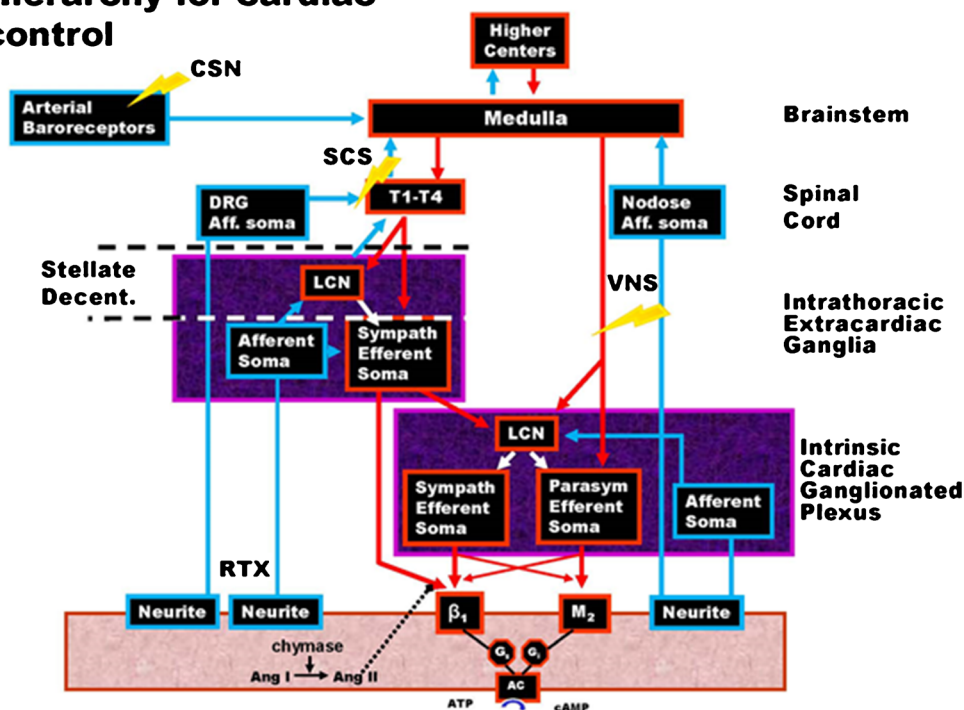 control
Higher
Centers
CSN
Arterial
Baroreceptors
Medulla
Brainstem
SCS
DRG
Aff. soma
T1-T4
Nodose
Aff. soma
Spinal
Cord
Stellate
Decent.
LCN
VNS
Afferent
Soma
Sympath
Efferent
Soma
Intrathoracic
Extracardiac
Ganglia
LCN
Sympath
Efferent
Soma
Parasym
Efferent
Soma
Afferent
Soma
Intrinsic
Cardiac
Ganglionated
Plexus
RTX
Neurite
Neurite
β1
M2
Neurite
chymase
Ang I
Ang II
Gs
Gi
AC
ATP
cAMP